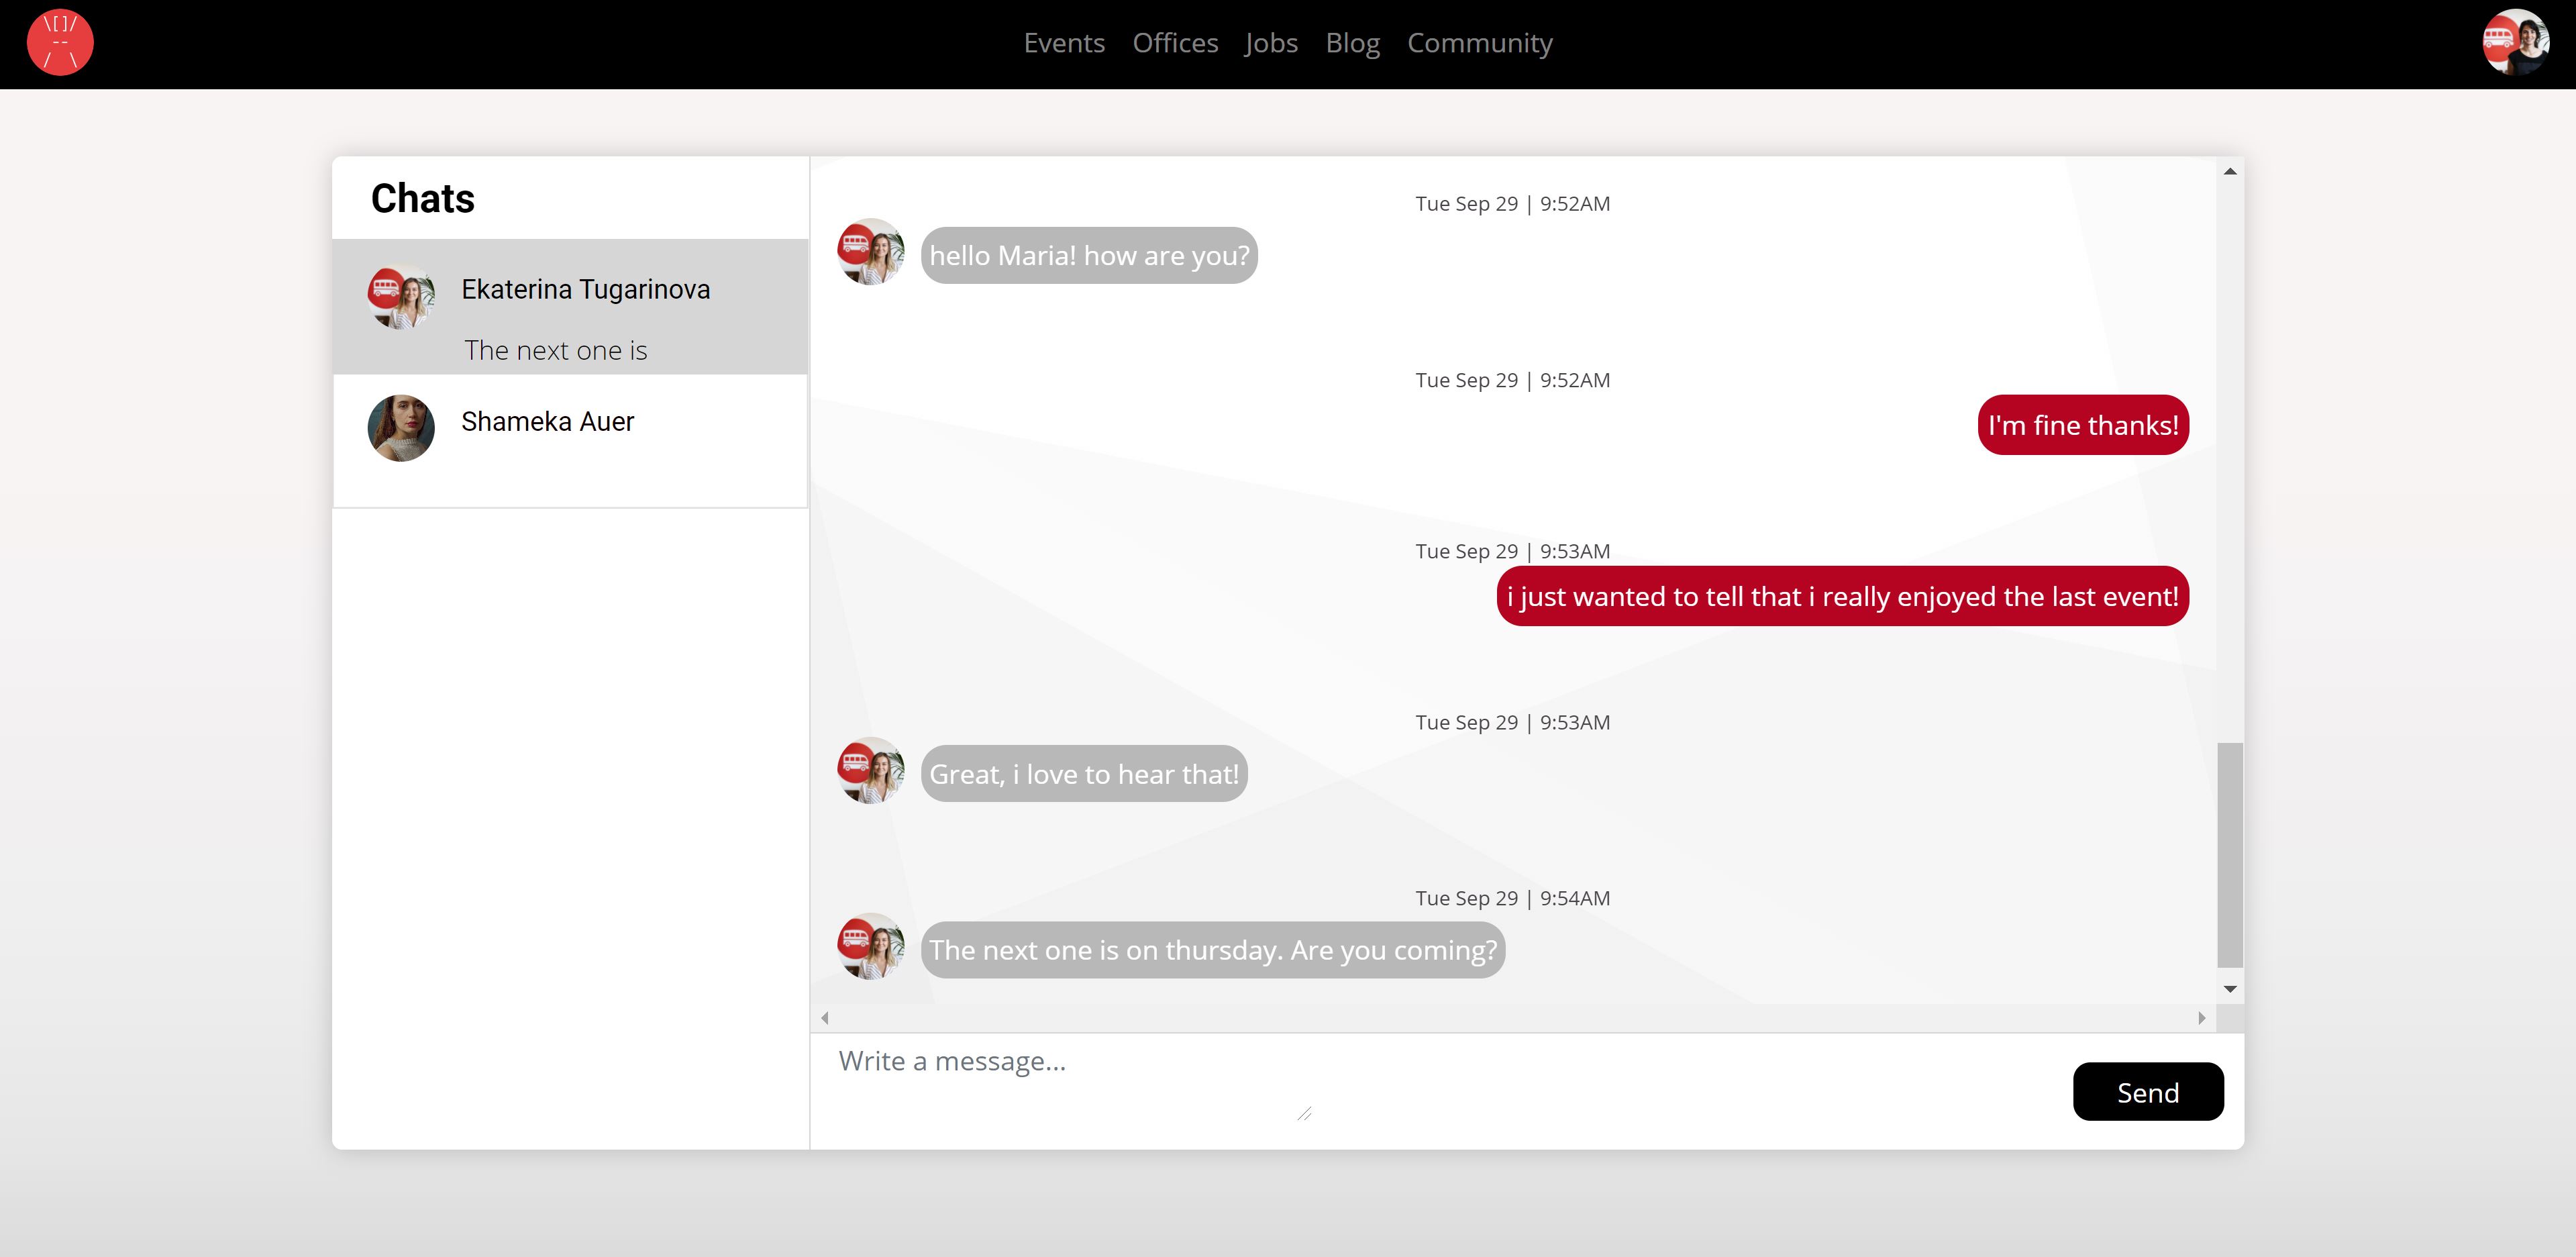 \[]/
--
/ \
Events Offices Jobs Blog Community
Chats
Ekaterina Tugarinova
The next one is
Shameka Auer
Tue Sep 29 | 9:52AM
hello Maria! how are you?
Tue Sep 29 | 9:52AM
I'm fine thanks!
Tue Sep 29 | 9:53AM
i just wanted to tell that i really enjoyed the last event!
Tue Sep 29 | 9:53AM
Great, i love to hear that!
Tue Sep 29 | 9:54AM
The next one is on thursday. Are you coming?
Write a message...
Send